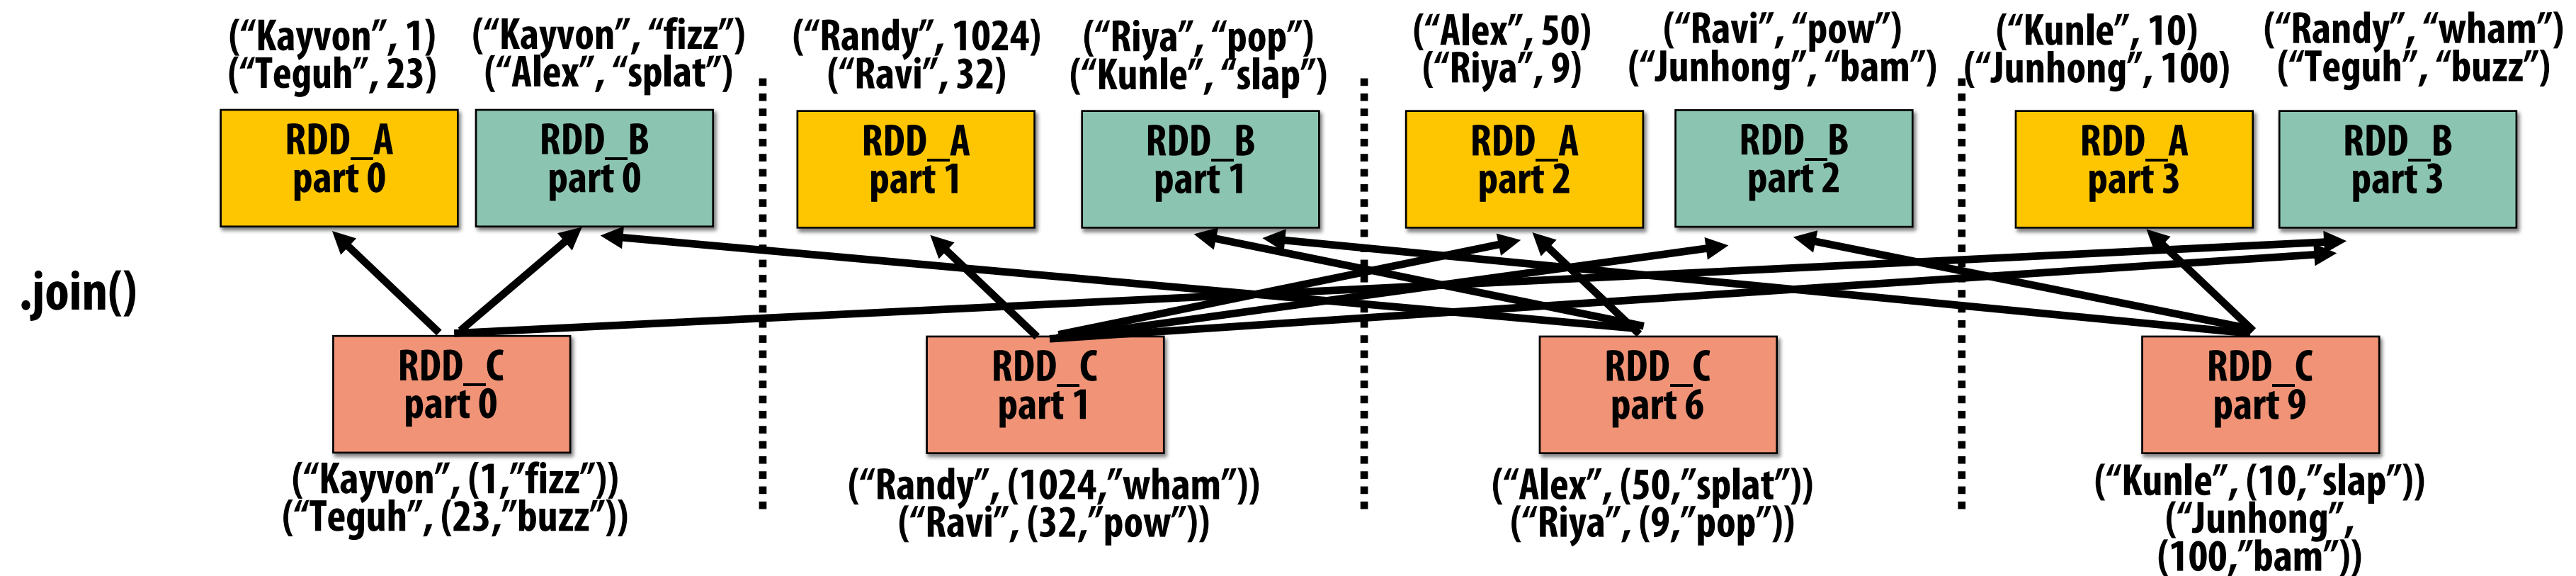 (“Kayvon”, 1)
(“Teguh”, 23)
(“Kayvon”, “fizz”)
(“Alex”, “splat”)
(“Randy”, 1024)
(“Ravi”, 32)
(“Riya”, “pop”)
(“Kunle”, “slap”)
(“Alex”, 50)
(“Riya”, 9)
(“Ravi”, “pow”)
(“Junhong”, “bam”)
(“Kunle”, 10)
(“Junhong”, 100)
(“Randy”, “wham”)
(“Teguh”, “buzz”)
RDD_A
part 0
RDD_B
part 0
RDD_A
part 1
RDD_B
part 1
RDD_A
part 2
RDD_B
part 2
RDD_A
part 3
RDD_B
part 3
.join()
RDD_C
part 0
RDD_C
part 1
RDD_C
part 6
RDD_C
part 9
(“Kayvon”, (1,”fizz”))
(“Teguh”, (23,”buzz”))
(“Randy”, (1024,”wham”))
(“Ravi”, (32,”pow”))
(“Alex”, (50,”splat”))
(“Riya”, (9,”pop”))
(“Kunle”, (10,”slap”))
(“Junhong”,
(100,”bam”))